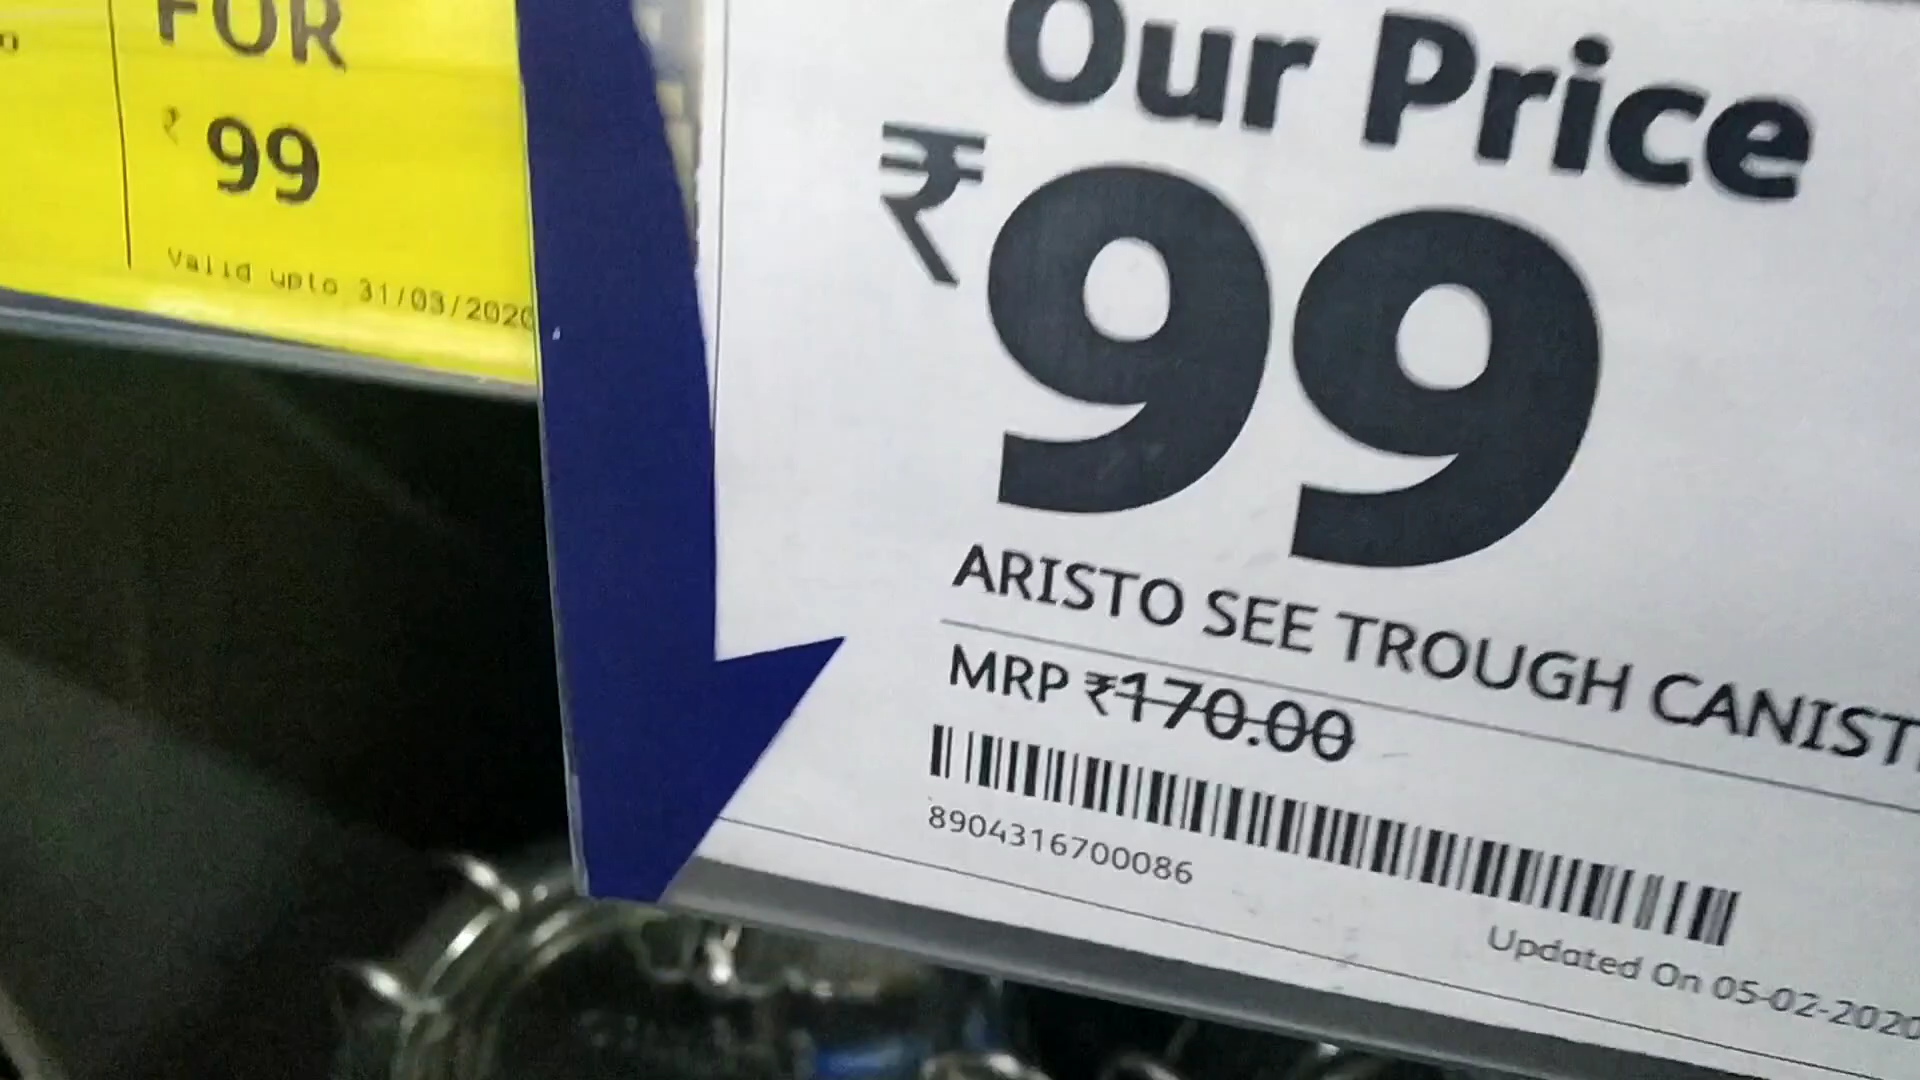 FOR
₹ 99
Valid upto 31/03/2020
Our Price
₹99
ARISTO SEE TROUGH CANIST
MRP ₹170.00
8904316700086
Updated On 05-02-2020